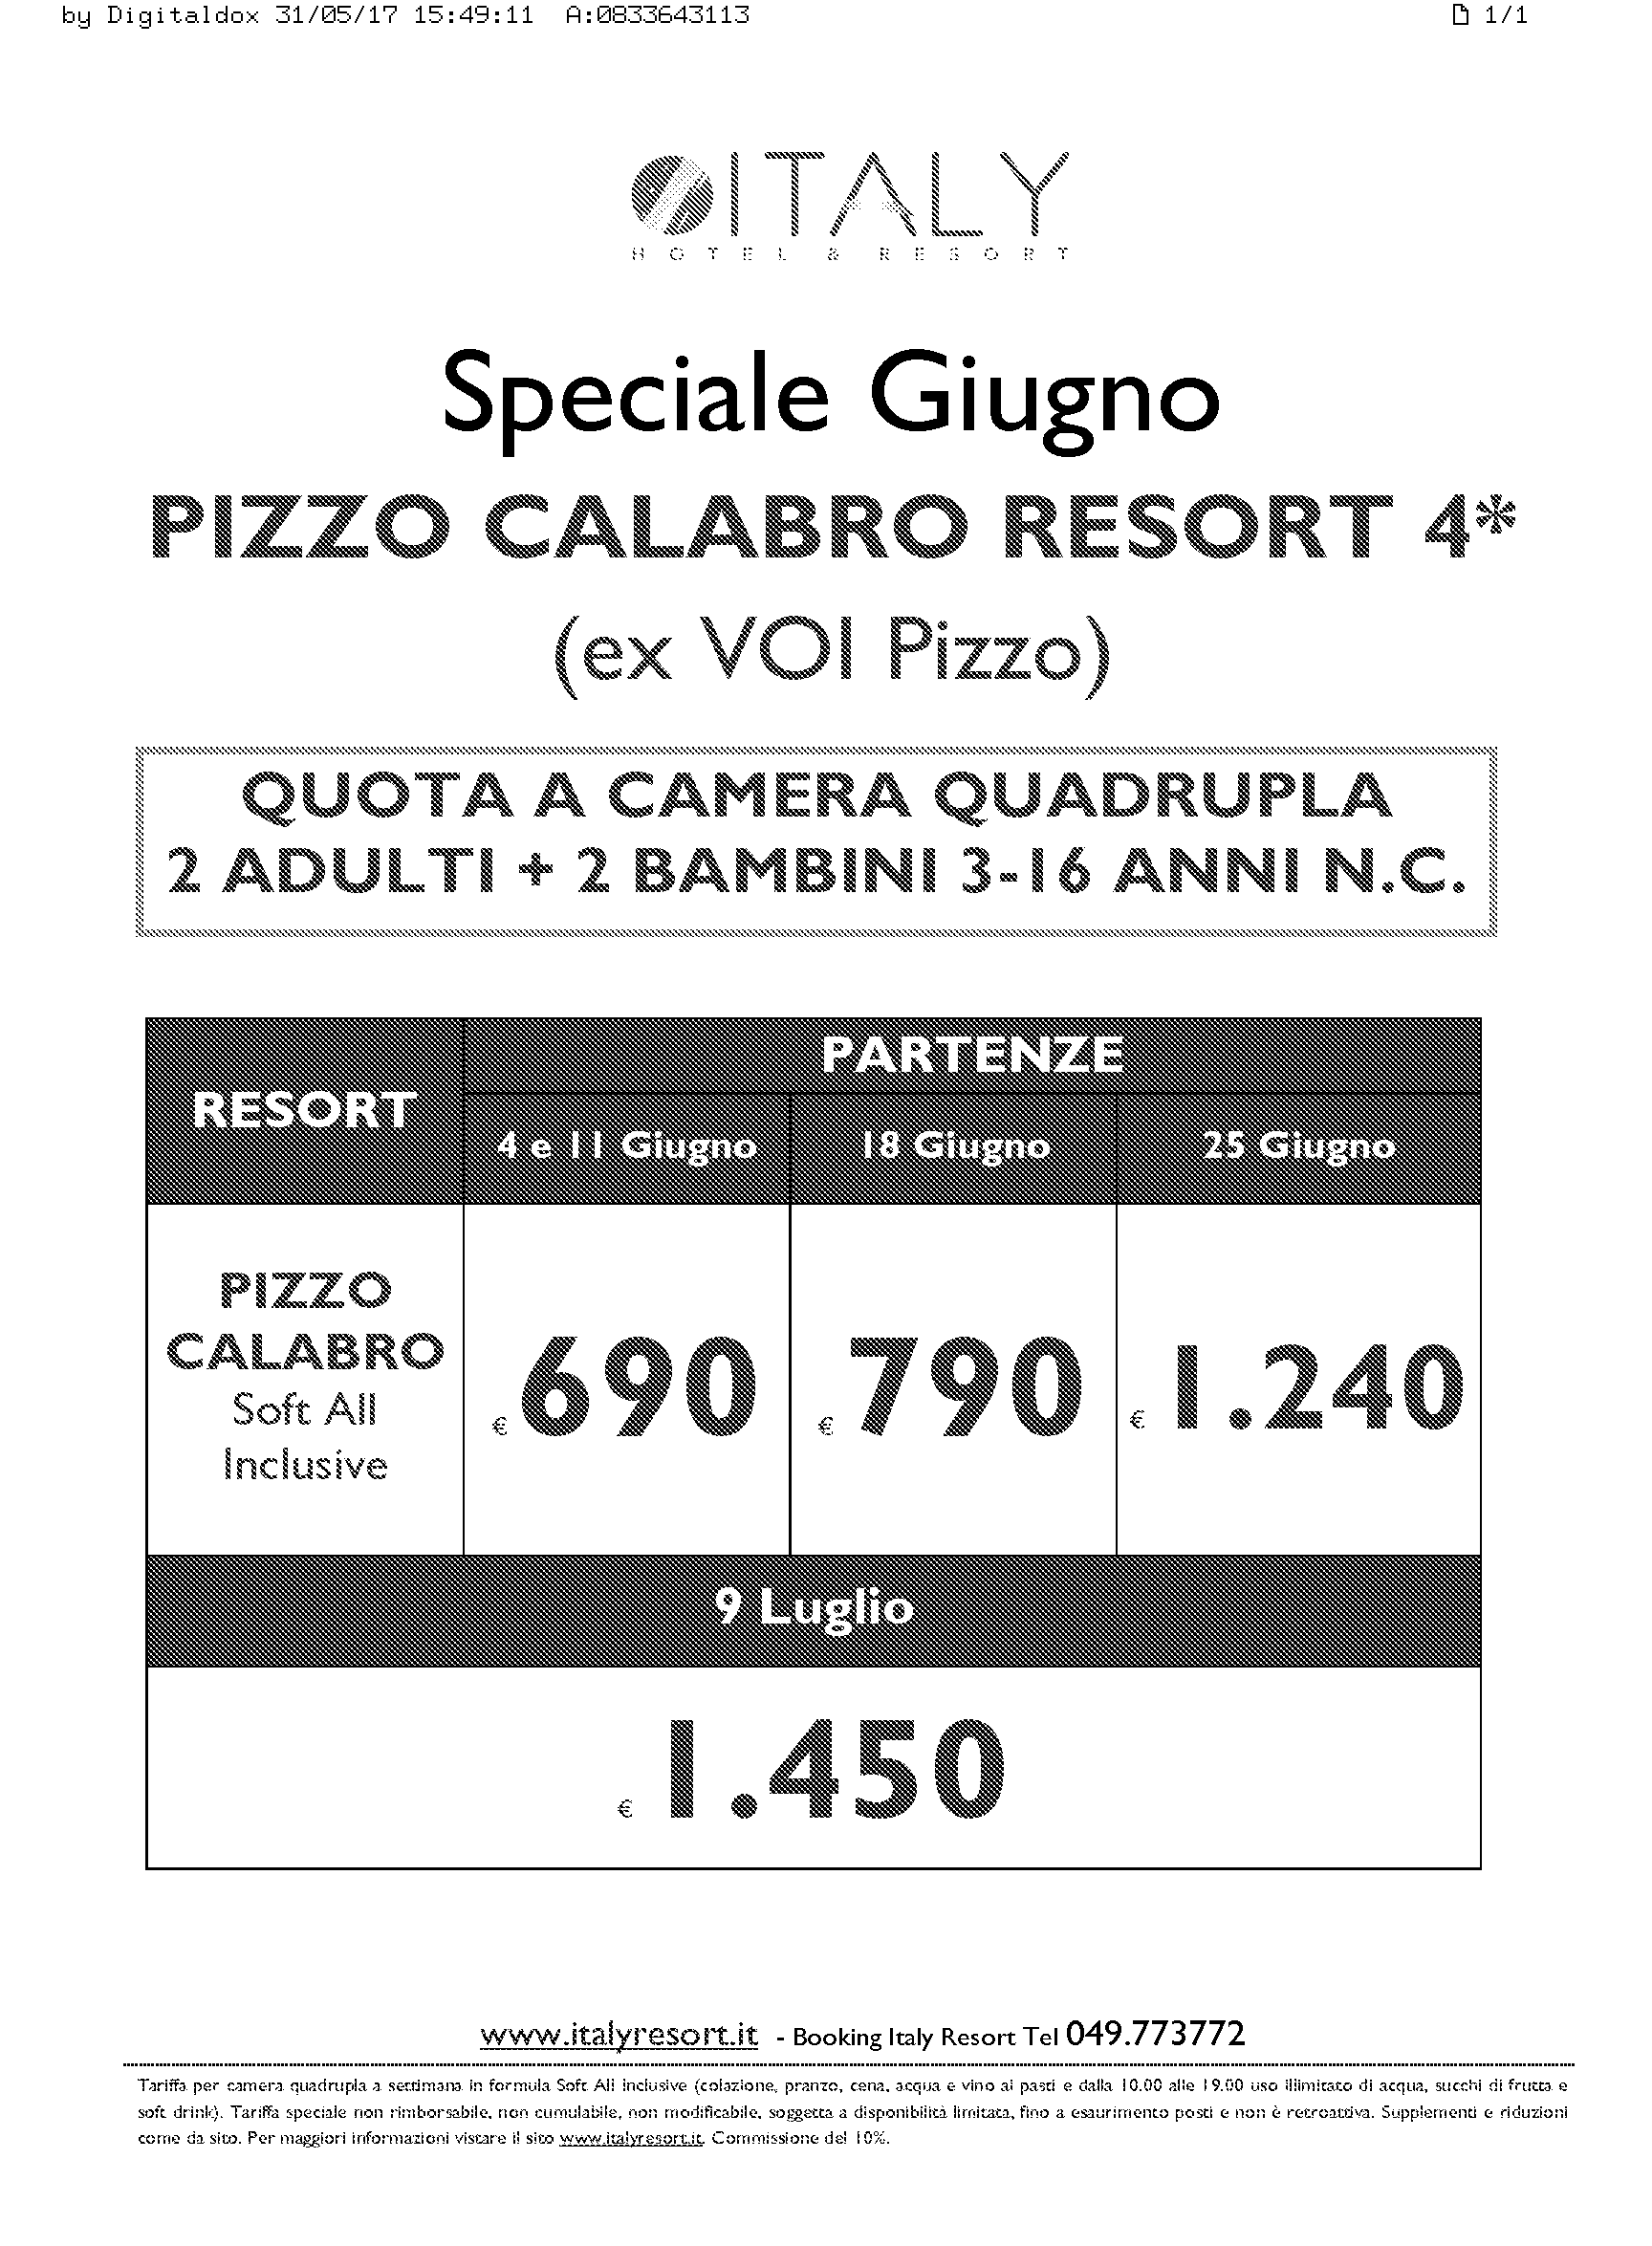 by Digitaldox 31/05/17 15:49:11 A:0833643113 1/1
ITALY
HOTEL & RESORT
Speciale Giugno
PIZZO CALABRO RESORT 4*
(ex VOI Pizzo)
QUOTA A CAMERA QUADRUPLA
2 ADULTI + 2 BAMBINI 3-16 ANNI N.C.
RESORT
PARTENZE
4 e 11 Giugno 18 Giugno 25 Giugno
PIZZO
CALABRO
Soft All
Inclusive
€ 690 € 790 € 1.240
9 Luglio
€ 1.450
www.italyresort.it - Booking Italy Resort Tel 049.773772
Tariffa per camera quadrupla a settimana in formula Soft All Inclusive (colazione, pranzo, cena, acqua e vino ai pasti e dalla 10.00 alle 19.00 uso illimitato di acqua, succhi di frutta e
soft drink). Tariffa speciale non rimborsabile, non cumulabile, non modificabile, soggetta a disponibilità limitata, fino a esaurimento posti e non è retroattiva. Supplementi e riduzioni
come da sito. Per maggiori informazioni vistare il sito www.italyresort.it. Commissione del 10%.